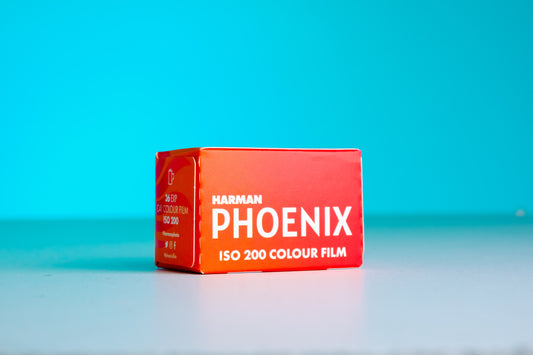 HARMAN
PHOENIX
ISO 200 COLOUR FILM
36 EXP
COLOUR FILM
ISO 200